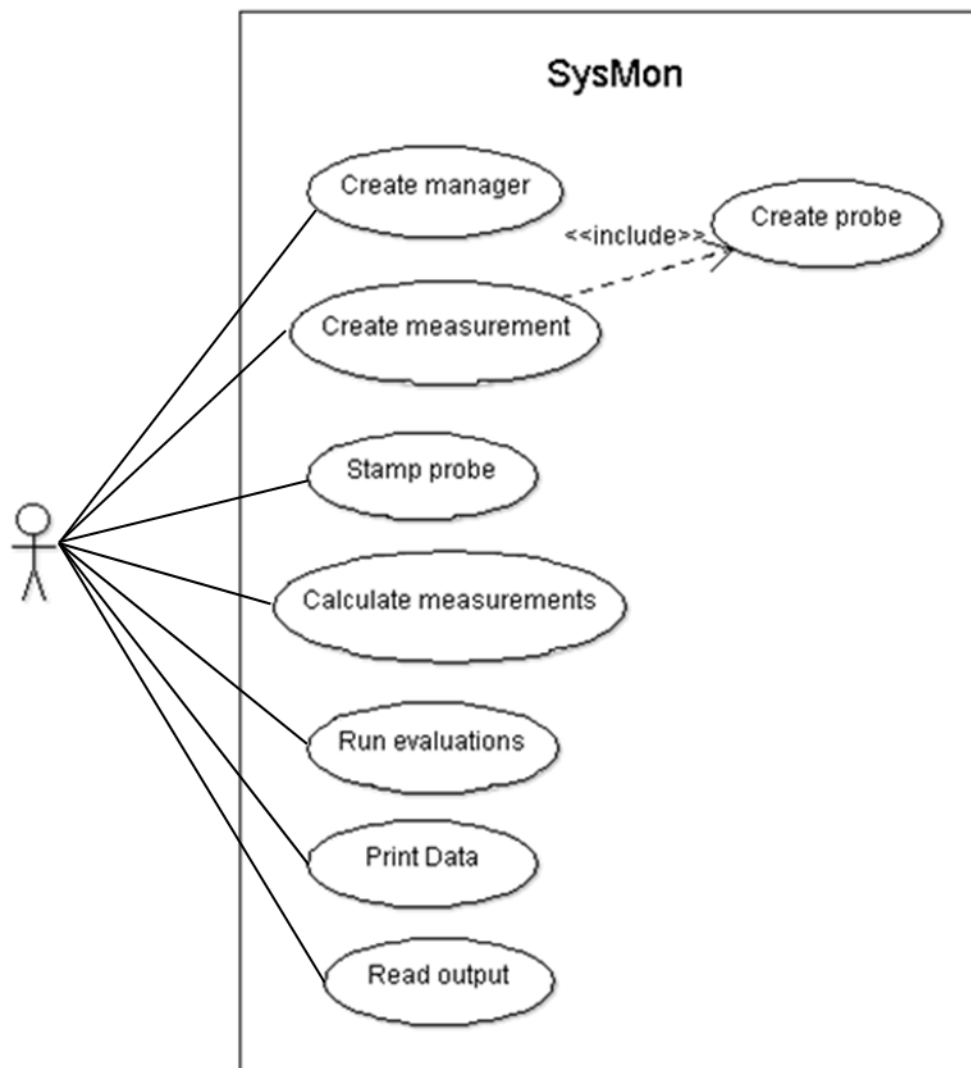 SysMon
Create manager
Create probe
<<include>>
Create measurement
Stamp probe
Calculate measurements
Run evaluations
Print Data
Read output